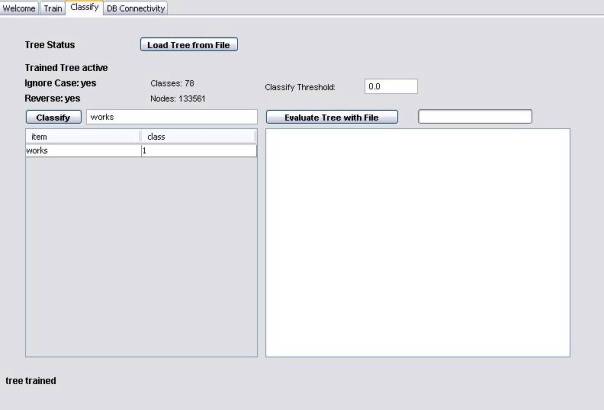 Welcome Train Classify DB Connectivity
Tree Status Load Tree from File
Trained Tree active
Ignore Case: yes Classes: 78 Classify Threshold: 0.0
Reverse: yes Nodes: 133561
Classify works Evaluate Tree with File
item class
works 1
tree trained